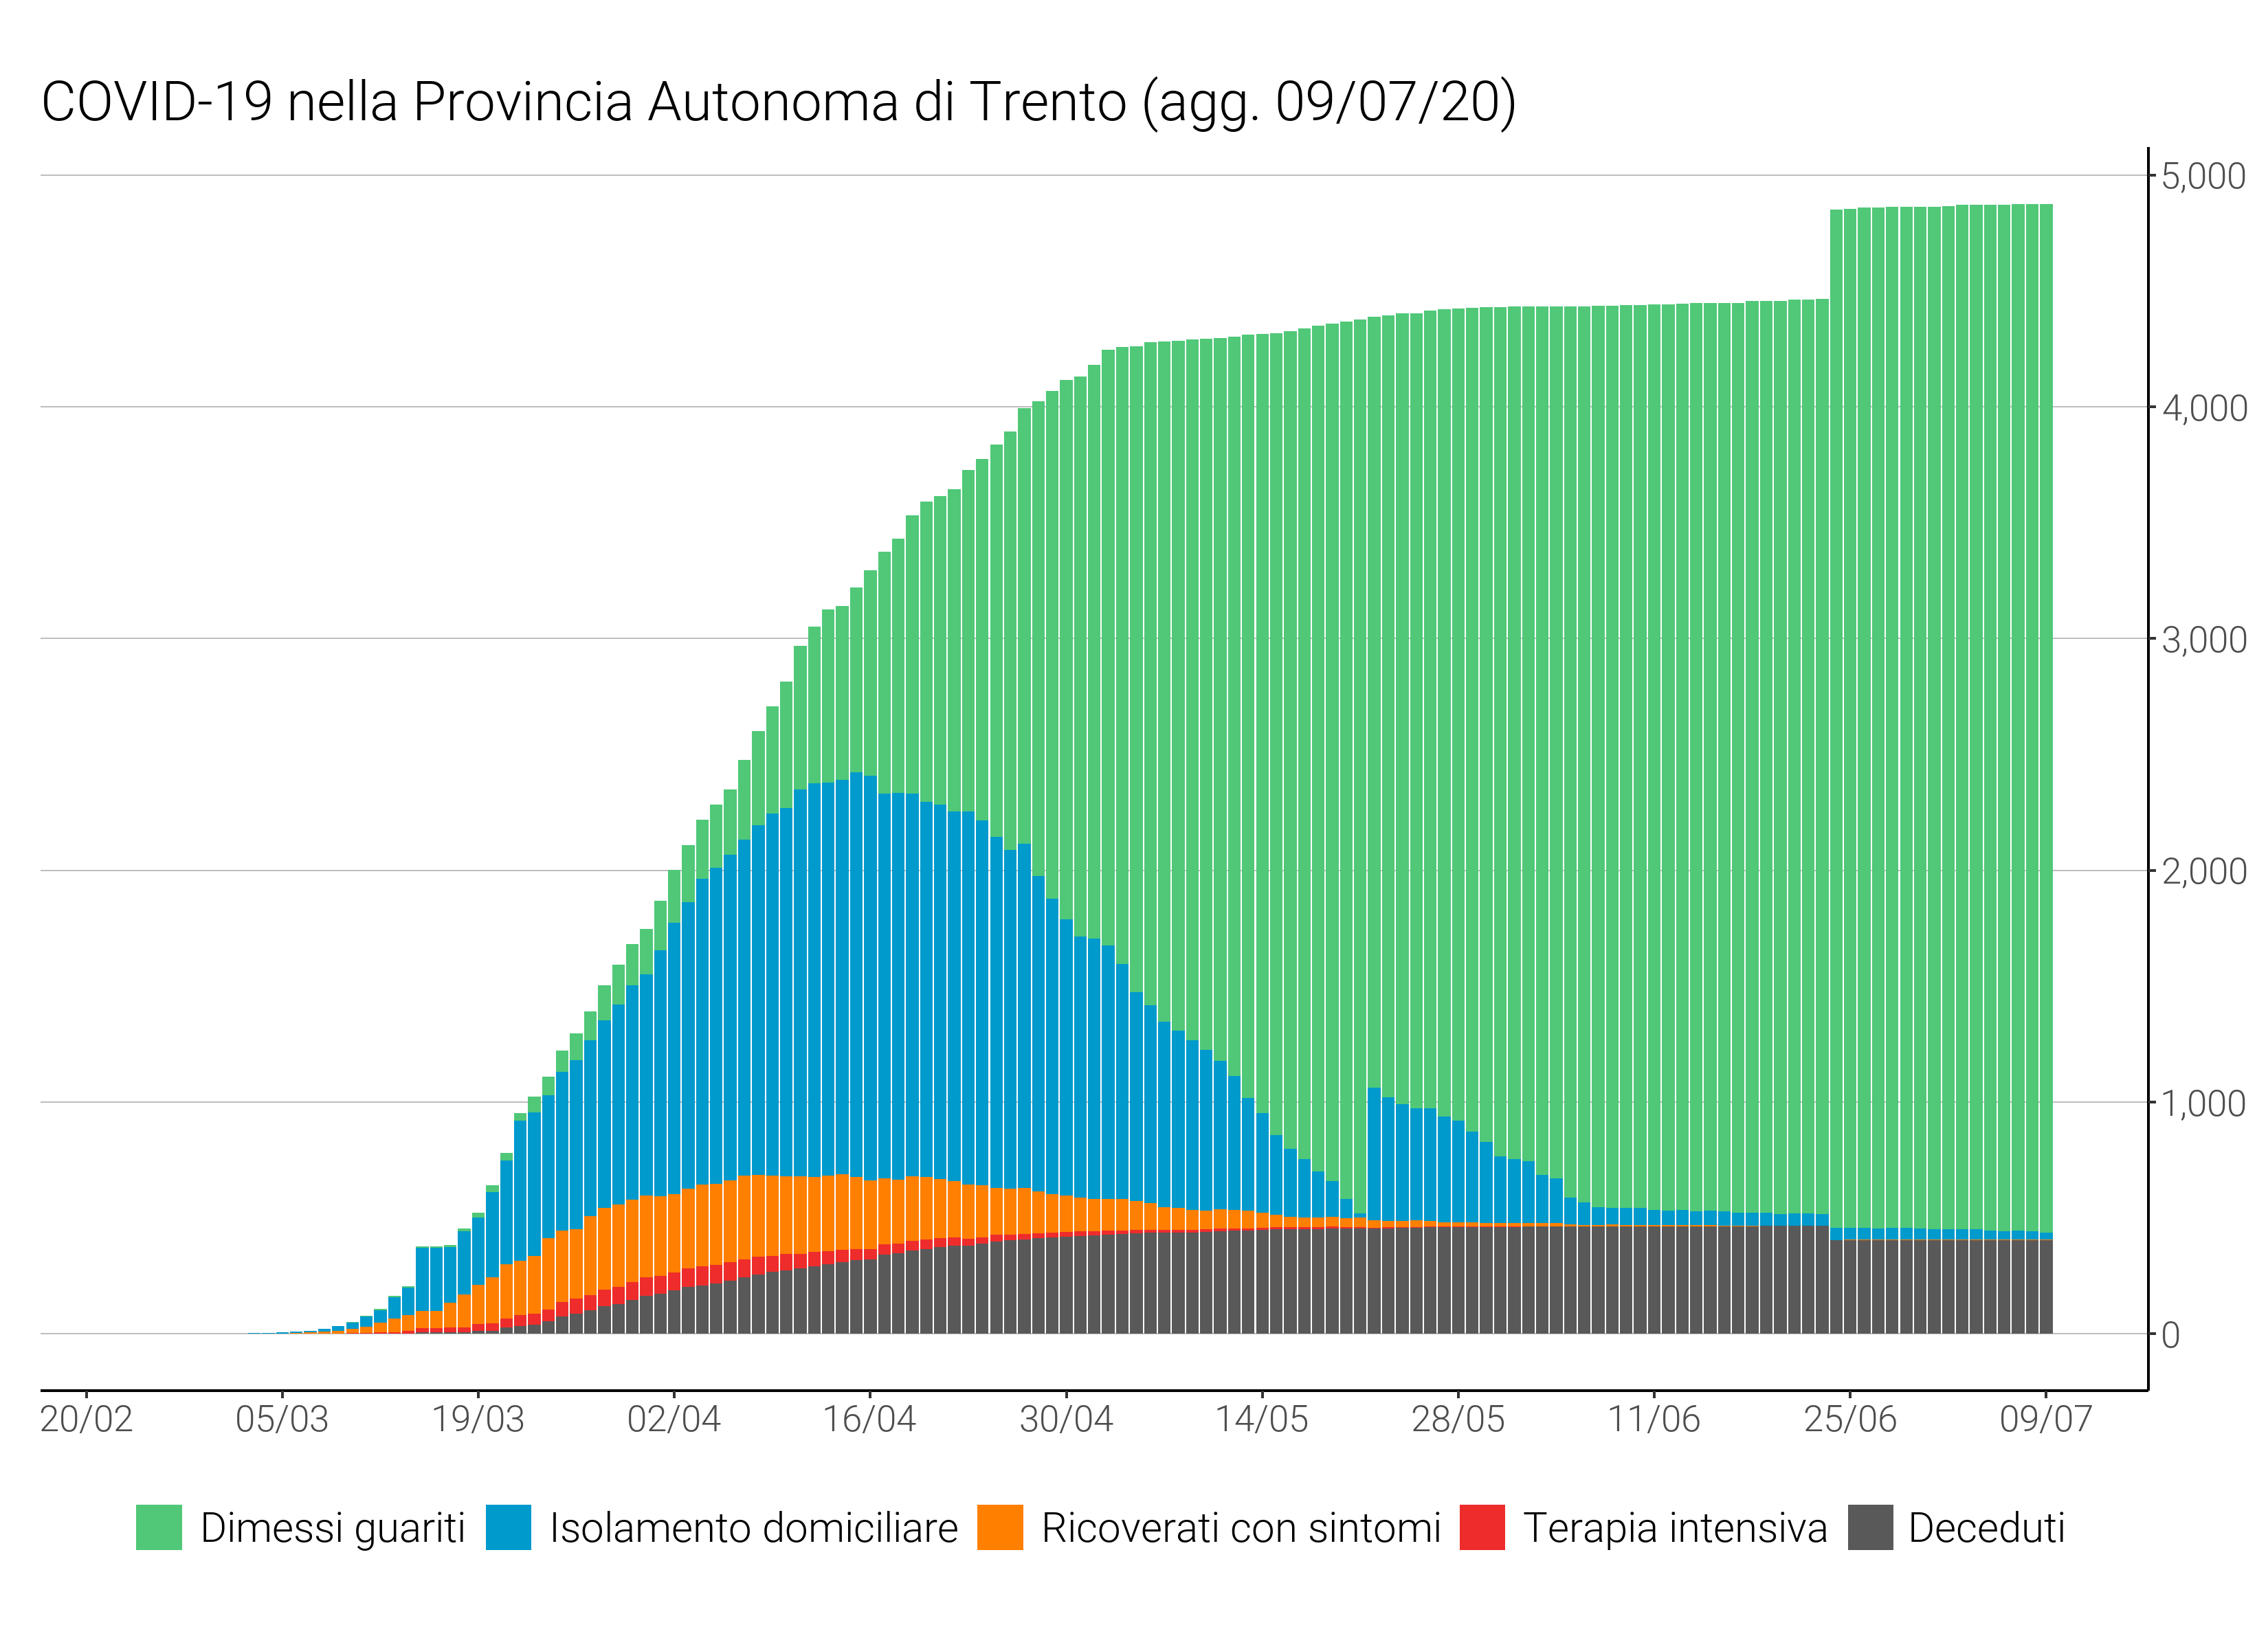 COVID-19 nella Provincia Autonoma di Trento (agg. 09/07/20)
5,000
4,000
3,000
2,000
1,000
0
20/02 05/03 19/03 02/04 16/04 30/04 14/05 28/05 11/06 25/06 09/07
Dimessi guariti Isolamento domiciliare Ricoverati con sintomi Terapia intensiva Deceduti